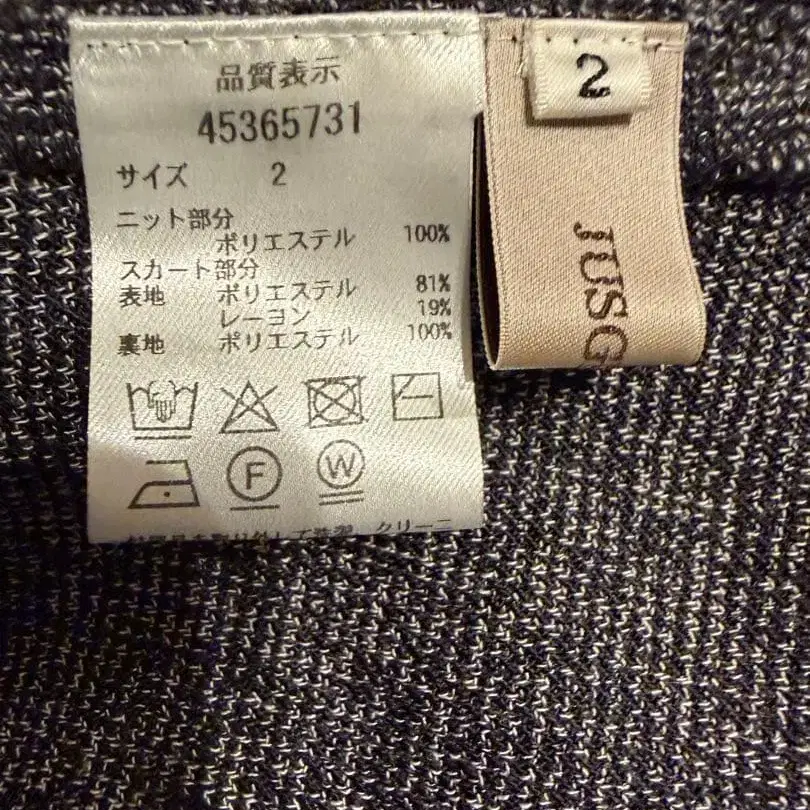 品質表示
45365731
サイズ 2
ニット部分
ポリエステル 100%
スカート部分
表地 ポリエステル 81%
レーヨン 19%
裏地 ポリエステル 100%
F
W
2
JUSG